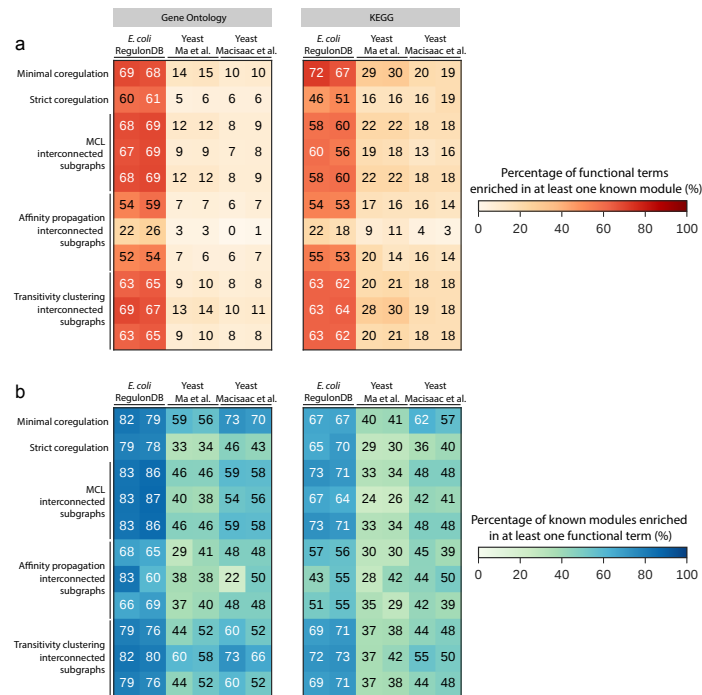 Gene Ontology KEGG
a
E. coli Yeast Yeast E. coli Yeast Yeast
RegulonDB Ma et al. Macisaac et al. RegulonDB Ma et al. Macisaac et al.
Minimal coregulation 69 68 14 15 10 10 72 67 29 30 20 19
Strict coregulation 60 61 5 6 6 6 46 51 16 16 16 19
MCL
interconnected
subgraphs
68 69 12 12 8 9 58 60 22 22 18 18
67 69 9 9 7 8 60 56 19 18 13 16
68 69 12 12 8 9 58 60 22 22 18 18
Affinity propagation
interconnected
subgraphs
54 59 7 7 6 7 54 53 17 16 16 14
22 26 3 3 0 1 22 18 9 11 4 3
52 54 7 6 6 7 55 53 20 14 16 14
Transitivity clustering
interconnected
subgraphs
63 65 9 10 8 8 63 62 20 21 18 18
69 67 13 14 10 11 63 64 28 30 19 18
63 65 9 10 8 8 63 62 20 21 18 18
Percentage of functional terms
enriched in at least one known module (%)
0 20 40 60 80 100
b
E. coli Yeast Yeast E. coli Yeast Yeast
RegulonDB Ma et al. Macisaac et al. RegulonDB Ma et al. Macisaac et al.
Minimal coregulation 82 79 59 56 73 70 67 67 40 41 62 57
Strict coregulation 79 78 33 34 46 43 65 70 29 30 36 40
MCL
interconnected
subgraphs
83 86 46 46 59 58 73 71 33 34 48 48
83 87 40 38 54 56 67 64 24 26 42 41
83 86 46 46 59 58 73 71 33 34 48 48
Affinity propagation
interconnected
subgraphs
68 65 29 41 48 48 57 56 30 30 45 39
83 60 38 38 22 50 43 55 28 42 44 50
66 69 37 40 48 48 51 55 35 29 42 39
Transitivity clustering
interconnected
subgraphs
79 76 44 52 60 52 69 71 37 38 44 48
82 80 60 58 73 66 72 73 37 42 55 50
79 76 44 52 60 52 69 71 37 38 44 48
Percentage of known modules enriched
in at least one functional term (%)
0 20 40 60 80 100